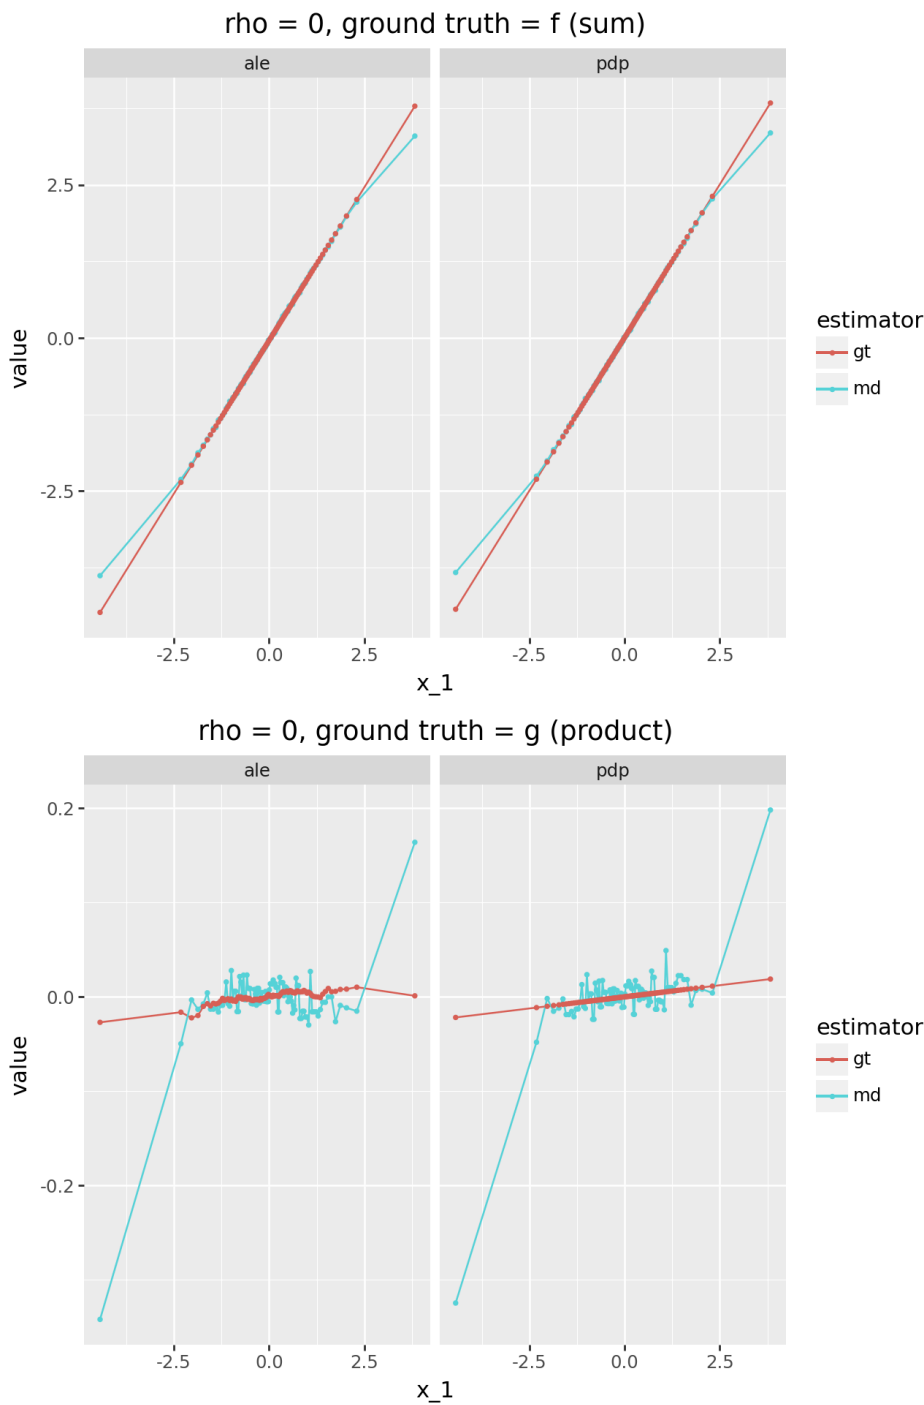 rho = 0, ground truth = f (sum)
ale
pdp
2.5
0.0
-2.5
value
-2.5 0.0 2.5
-2.5 0.0 2.5
x_1
estimator
gt
md
rho = 0, ground truth = g (product)
ale
pdp
0.2
0.0
-0.2
value
-2.5 0.0 2.5
-2.5 0.0 2.5
x_1
estimator
gt
md